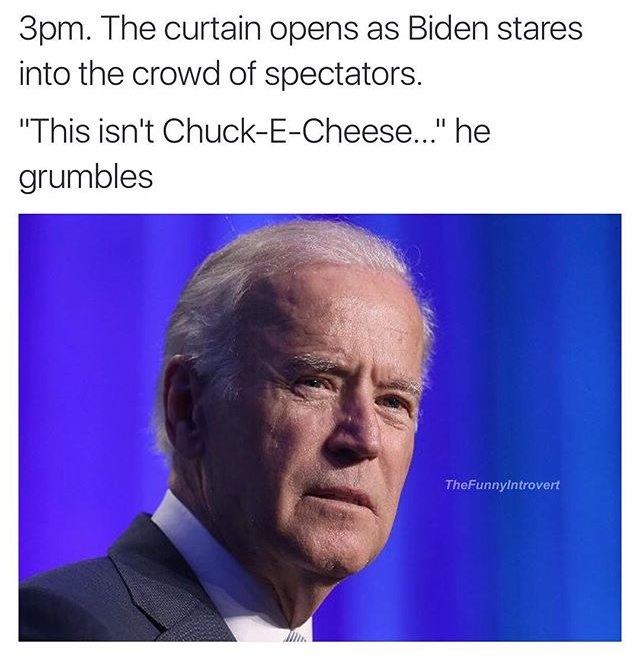 3pm. The curtain opens as Biden stares
into the crowd of spectators.
"This isn't Chuck-E-Cheese..." he
grumbles
TheFunnyIntrovert